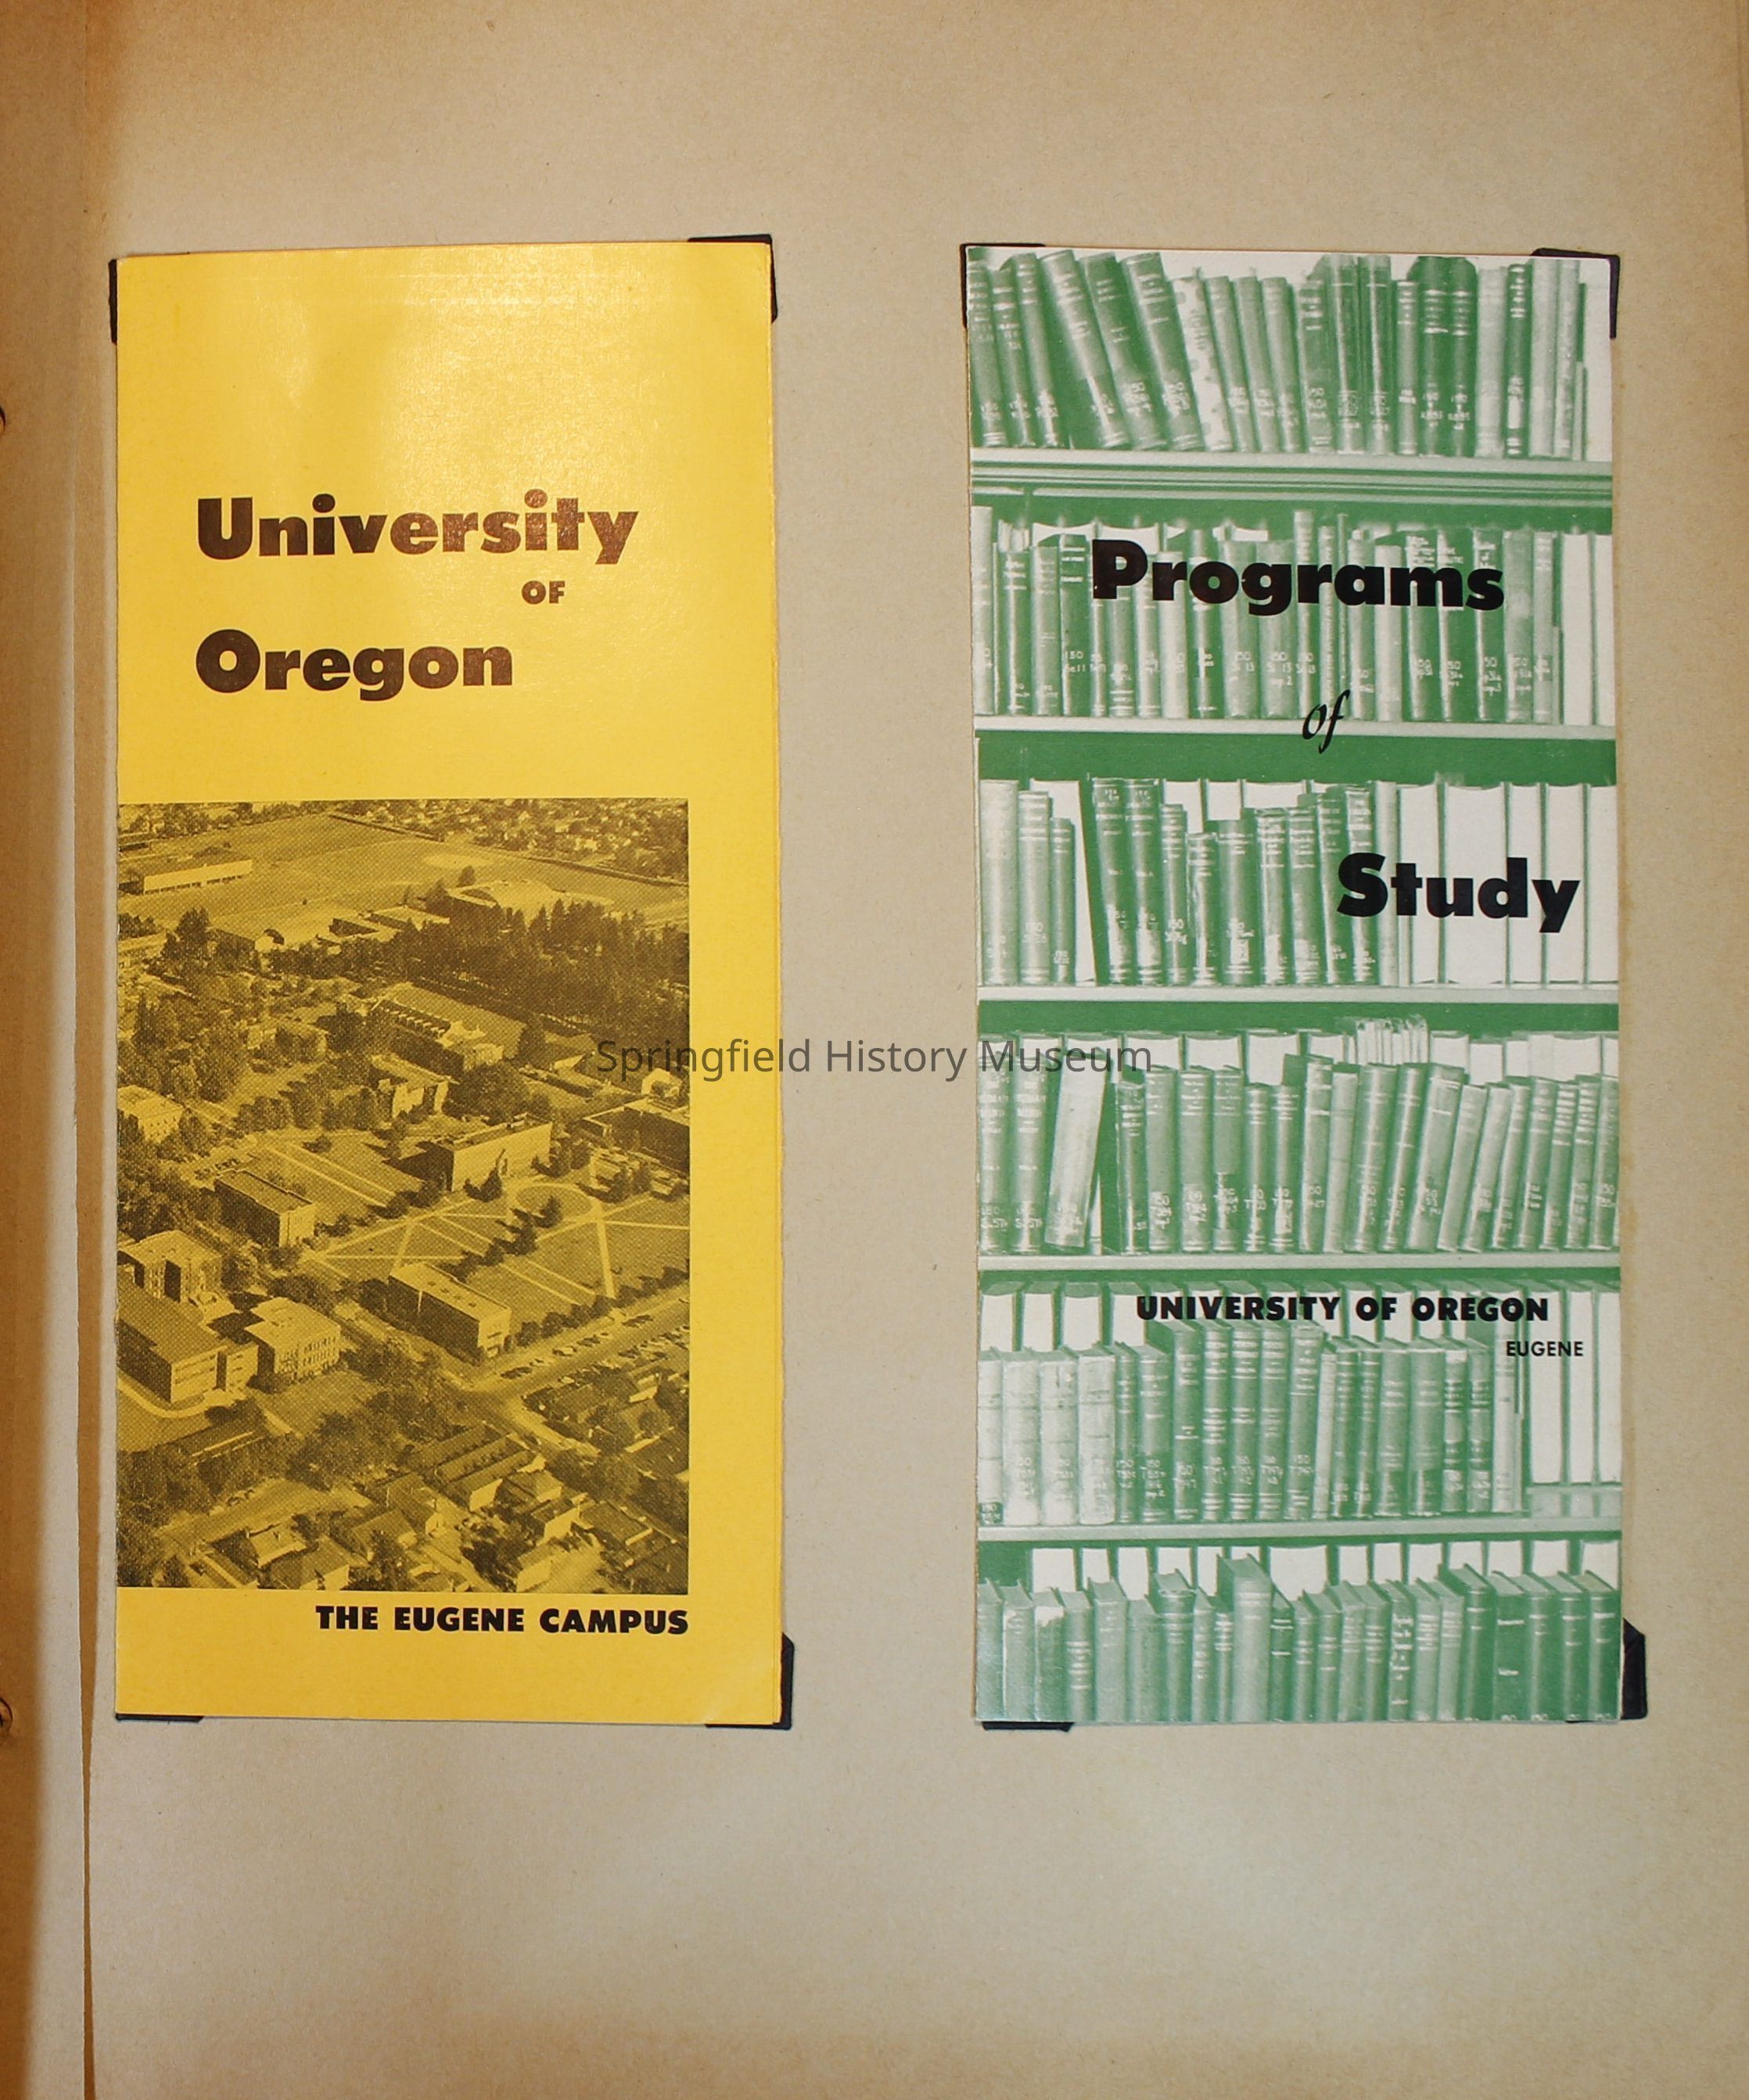 University
OF
Oregon
THE EUGENE CAMPUS
Programs
of
Study
UNIVERSITY OF OREGON
EUGENE
Springfield History Museum